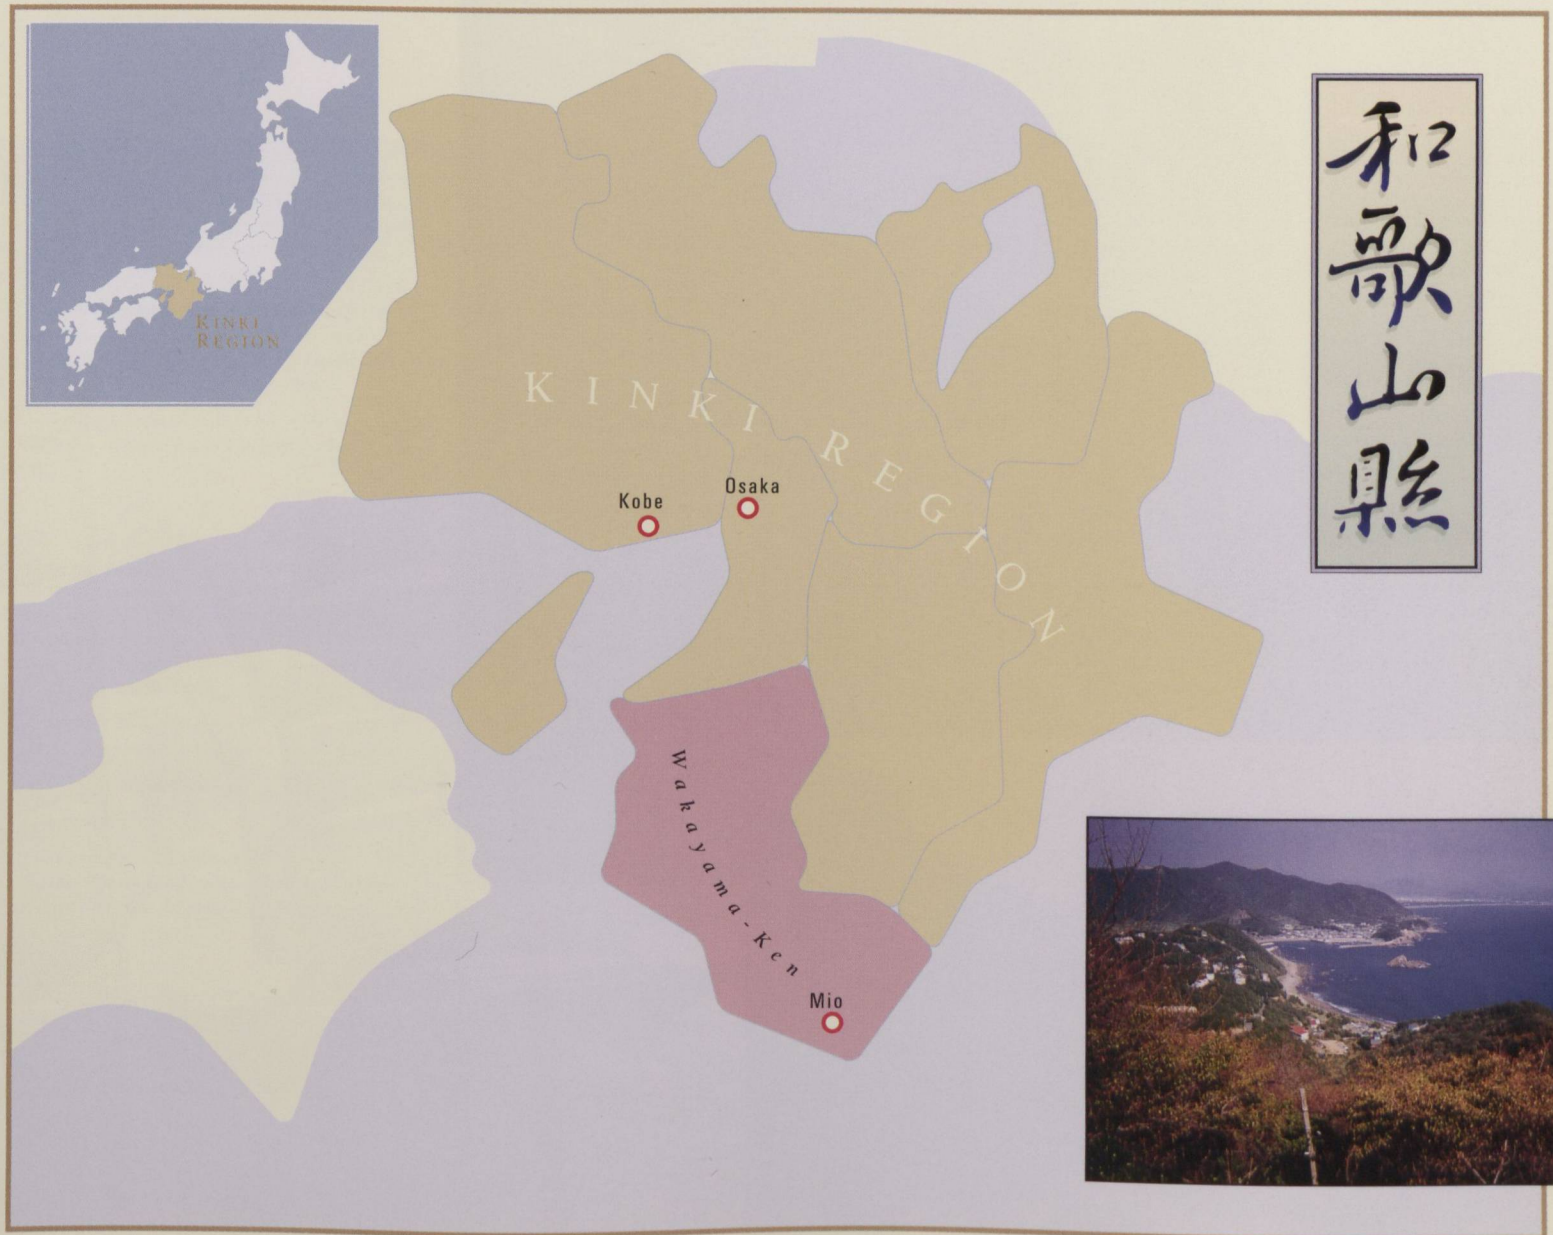 KINKI
REGION
和歌山縣
KINKI REGION
Kobe
Osaka
Wakayama-Ken
Mio